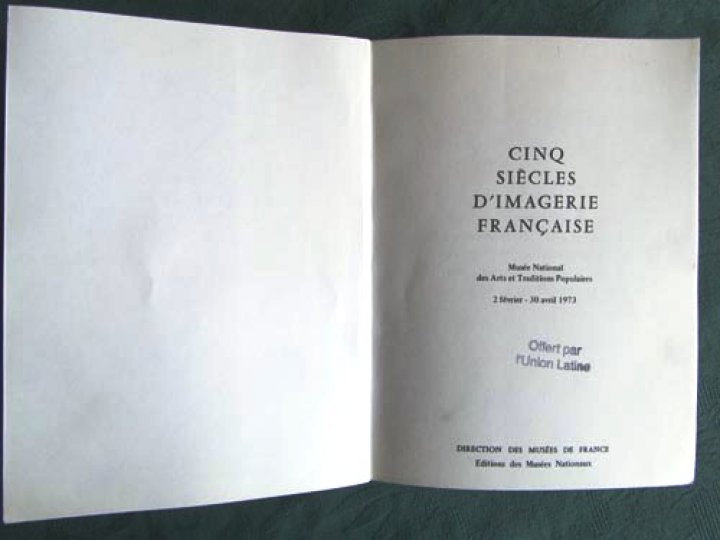 CINQ
SIÈCLES
D'IMAGERIE
FRANÇAISE
Musée National
des Arts et Traditions Populaires
2 février - 30 avril 1973
Offert par
l'Union Latine
DIRECTION DES MUSÉES DE FRANCE
Editions des Musées Nationaux